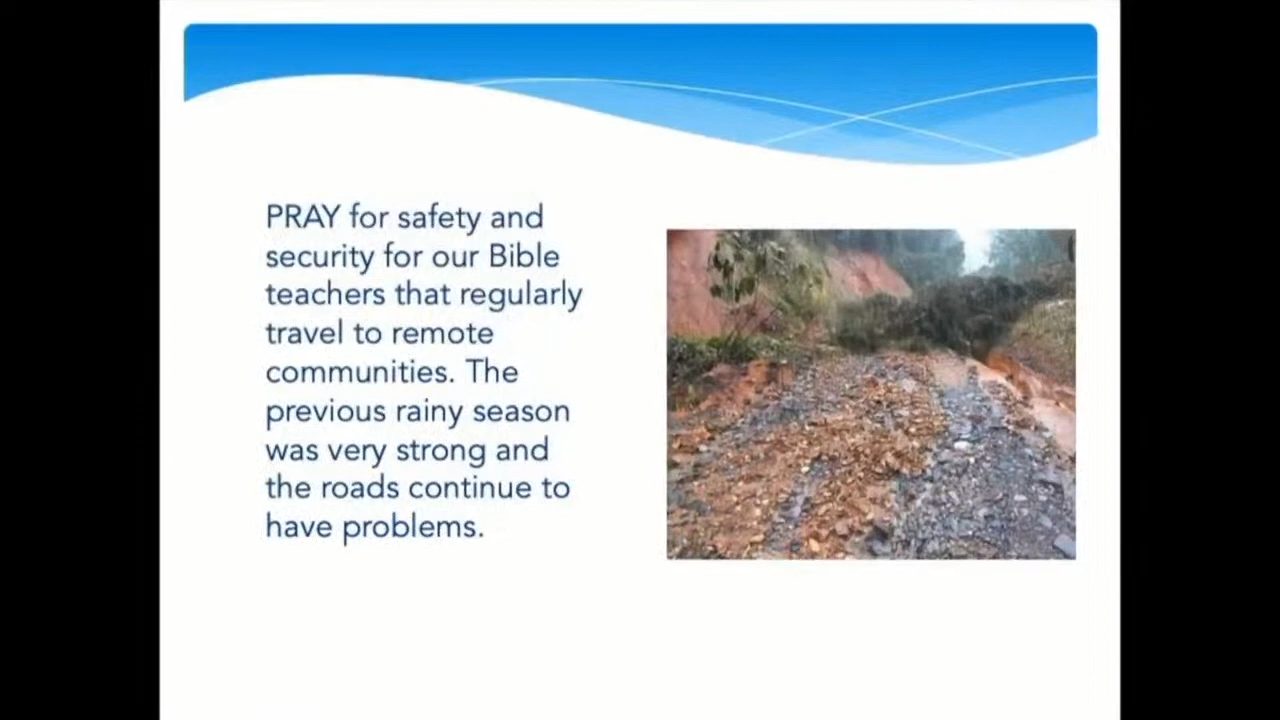 PRAY for safety and
security for our Bible
teachers that regularly
travel to remote
communities. The
previous rainy season
was very strong and
the roads continue to
have problems.